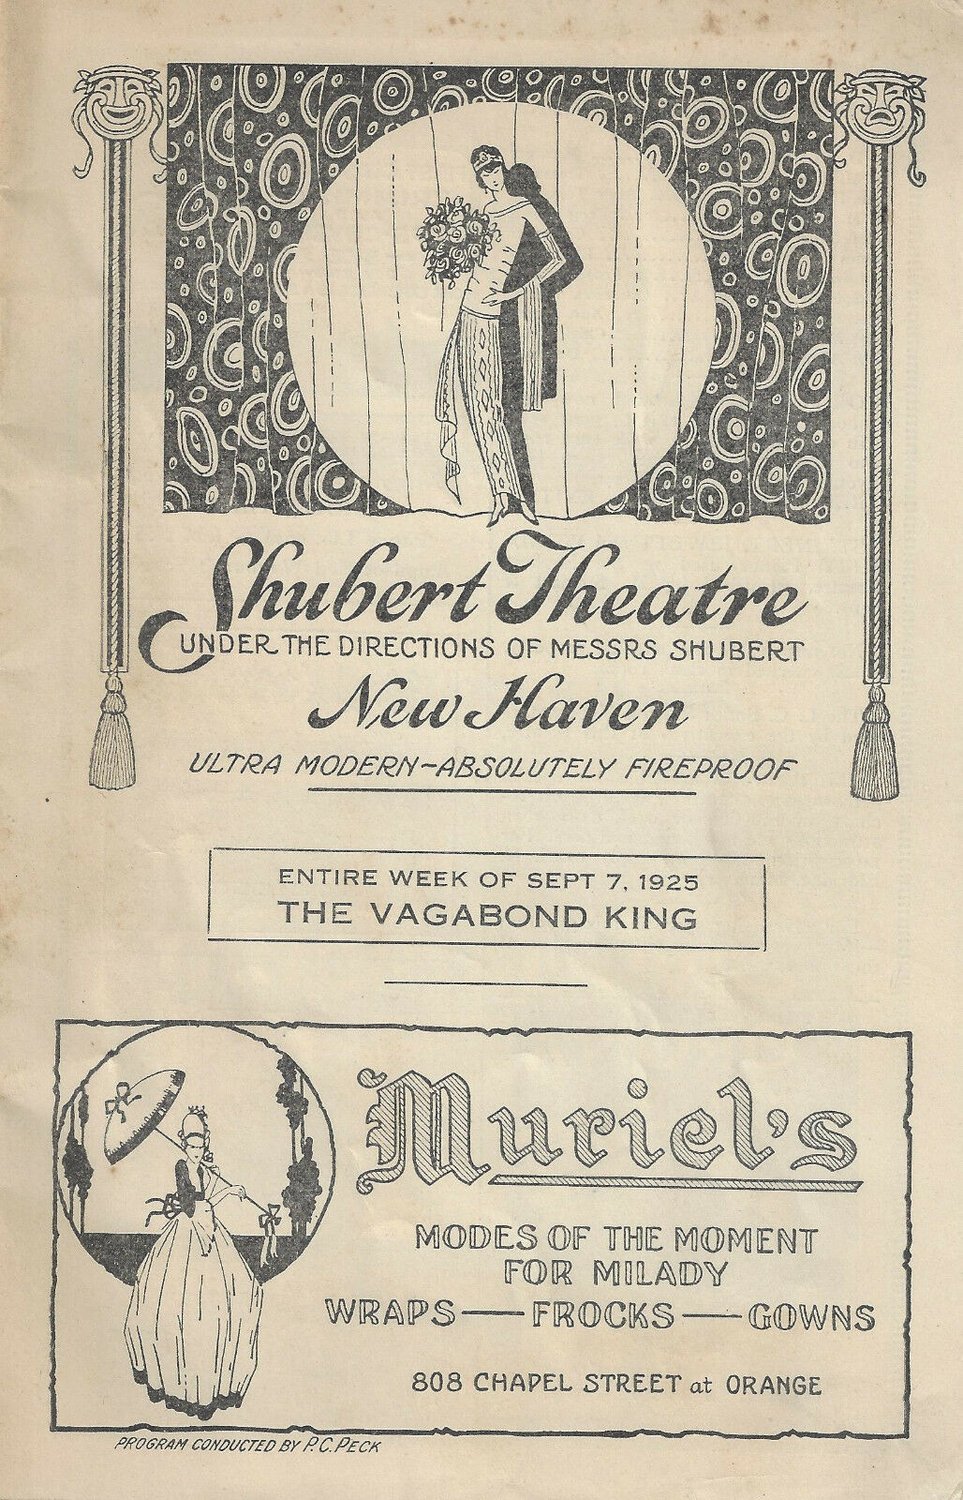 Shubert Theatre
UNDER THE DIRECTIONS OF MESSRS SHUBERT
New Haven
ULTRA MODERN-ABSOLUTELY FIREPROOF
ENTIRE WEEK OF SEPT 7, 1925
THE VAGABOND KING
Muriel's
MODES OF THE MOMENT
FOR MILADY
WRAPS — FROCKS — GOWNS
808 CHAPEL STREET at ORANGE
PROGRAM CONDUCTED BY P.C. PECK